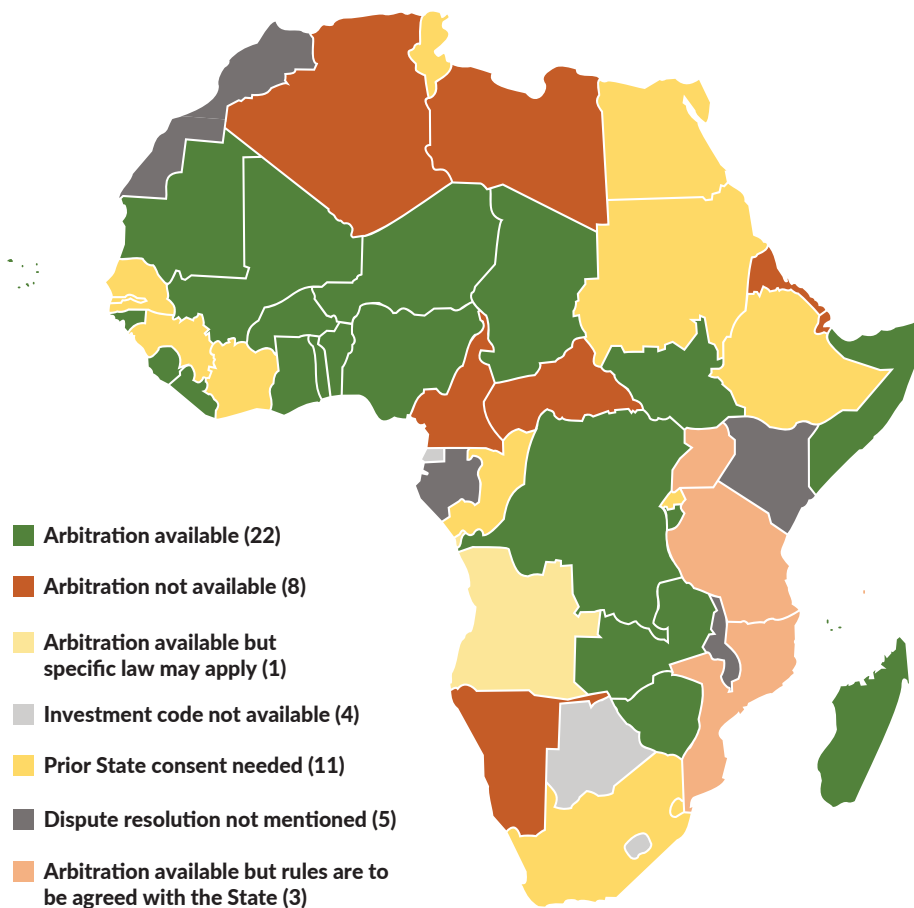 Arbitration available (22)
Arbitration not available (8)
Arbitration available but
specific law may apply (1)
Investment code not available (4)
Prior State consent needed (11)
Dispute resolution not mentioned (5)
Arbitration available but rules are to
be agreed with the State (3)